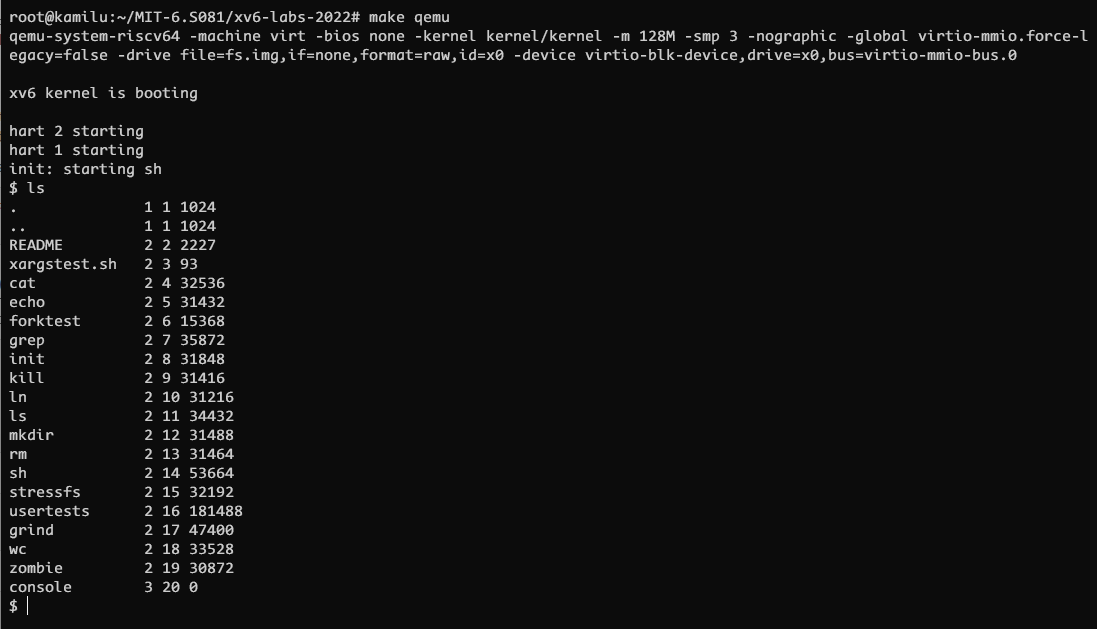 root@kamilu:~/MIT-6.S081/xv6-labs-2022# make qemu
qemu-system-riscv64 -machine virt -bios none -kernel kernel/kernel -m 128M -smp 3 -nographic -global virtio-mmio.force-l
egacy=false -drive file=fs.img,if=none,format=raw,id=x0 -device virtio-blk-device,drive=x0,bus=virtio-mmio-bus.0

xv6 kernel is booting

hart 2 starting
hart 1 starting
init: starting sh
$ ls
.              1 1 1024
..             1 1 1024
README         2 2 2227
xargstest.sh   2 3 93
cat            2 4 32536
echo           2 5 31432
forktest       2 6 15368
grep           2 7 35872
init           2 8 31848
kill           2 9 31416
ln             2 10 31216
ls             2 11 34432
mkdir          2 12 31488
rm             2 13 31464
sh             2 14 53664
stressfs       2 15 32192
usertests      2 16 181488
grind          2 17 47400
wc             2 18 33528
zombie         2 19 30872
console        3 20 0
$